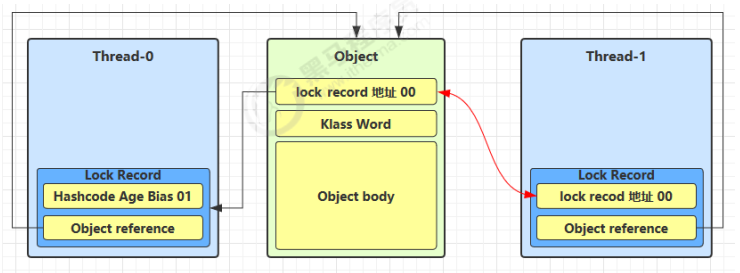 Thread-0
Object
Thread-1
lock record 地址 00
Klass Word
Object body
Lock Record
Hashcode Age Bias 01
Object reference
Lock Record
lock recod 地址 00
Object reference